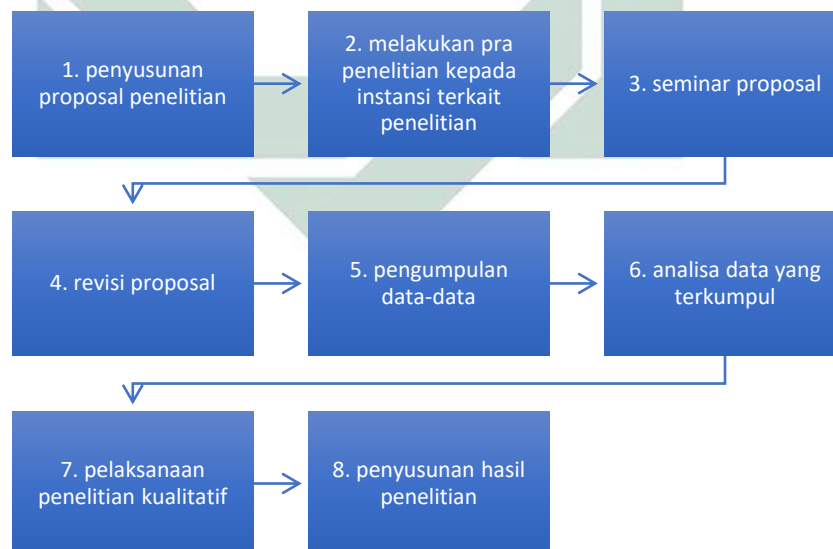 1. penyusunan
proposal penelitian
2. melakukan pra
penelitian kepada
instansi terkait
penelitian
3. seminar proposal
4. revisi proposal
5. pengumpulan
data-data
6. analisa data yang
terkumpul
7. pelaksanaan
penelitian kualitatif
8. penyusunan hasil
penelitian